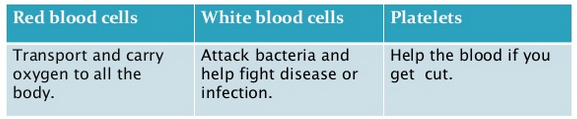 Red blood cells
White blood cells
Platelets
Transport and carry
oxygen to all the
body.
Attack bacteria and
help fight disease or
infection.
Help the blood if you
get  cut.